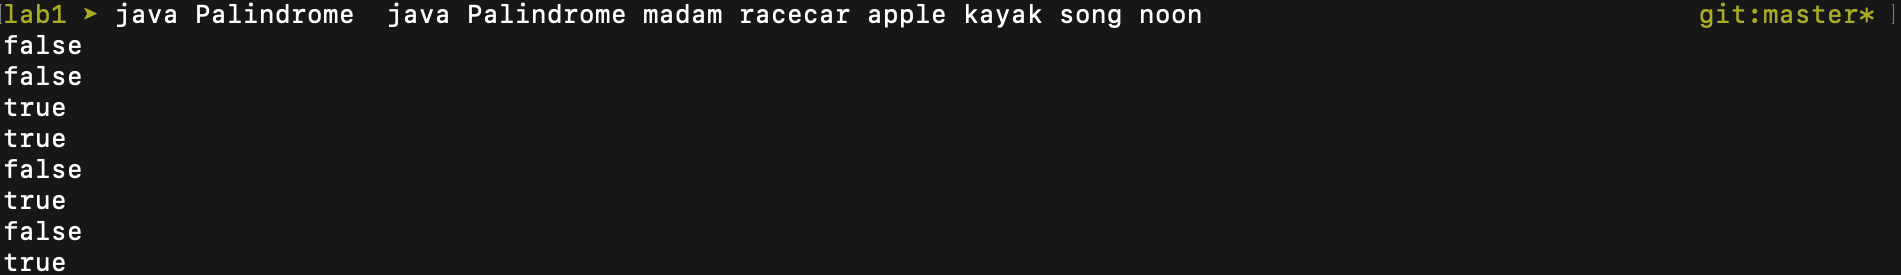 lab1 ➤ java Palindrome  java Palindrome madam racecar apple kayak song noon git:master*
false
false
true
true
false
true
false
true